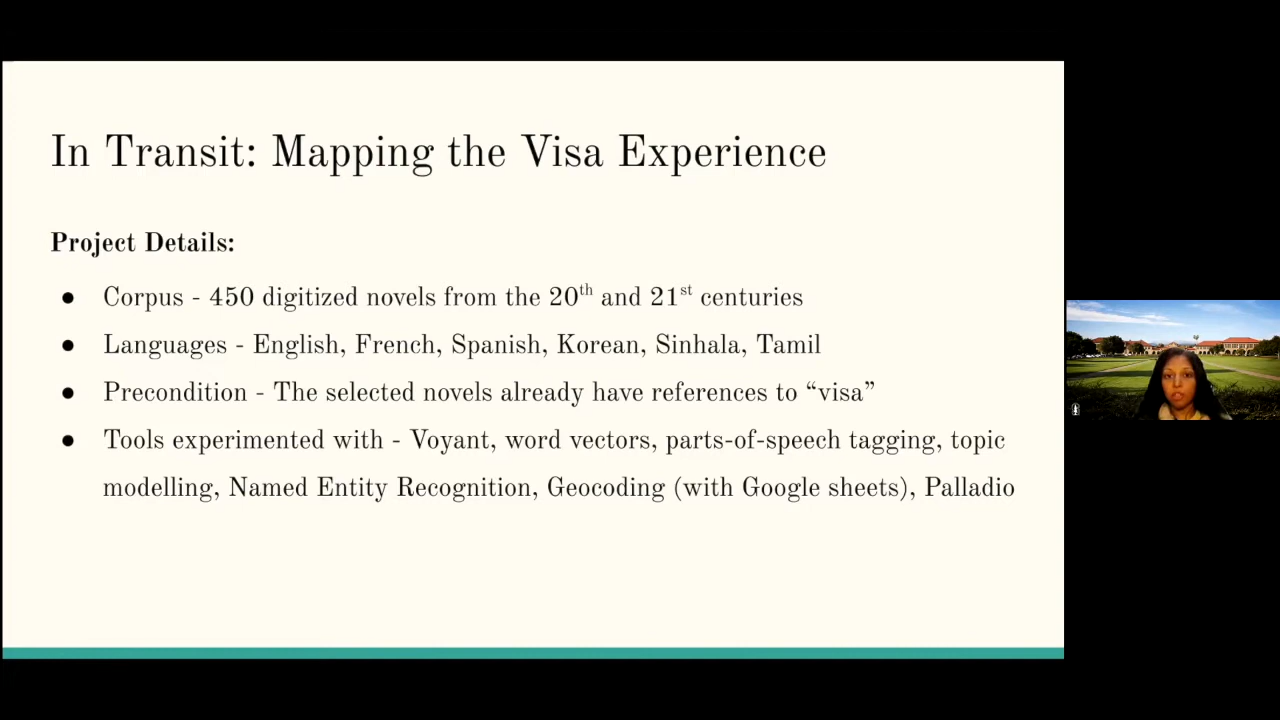 In Transit: Mapping the Visa Experience
Project Details:
● Corpus - 450 digitized novels from the 20th and 21st centuries
● Languages - English, French, Spanish, Korean, Sinhala, Tamil
● Precondition - The selected novels already have references to “visa”
● Tools experimented with - Voyant, word vectors, parts-of-speech tagging, topic
modelling, Named Entity Recognition, Geocoding (with Google sheets), Palladio